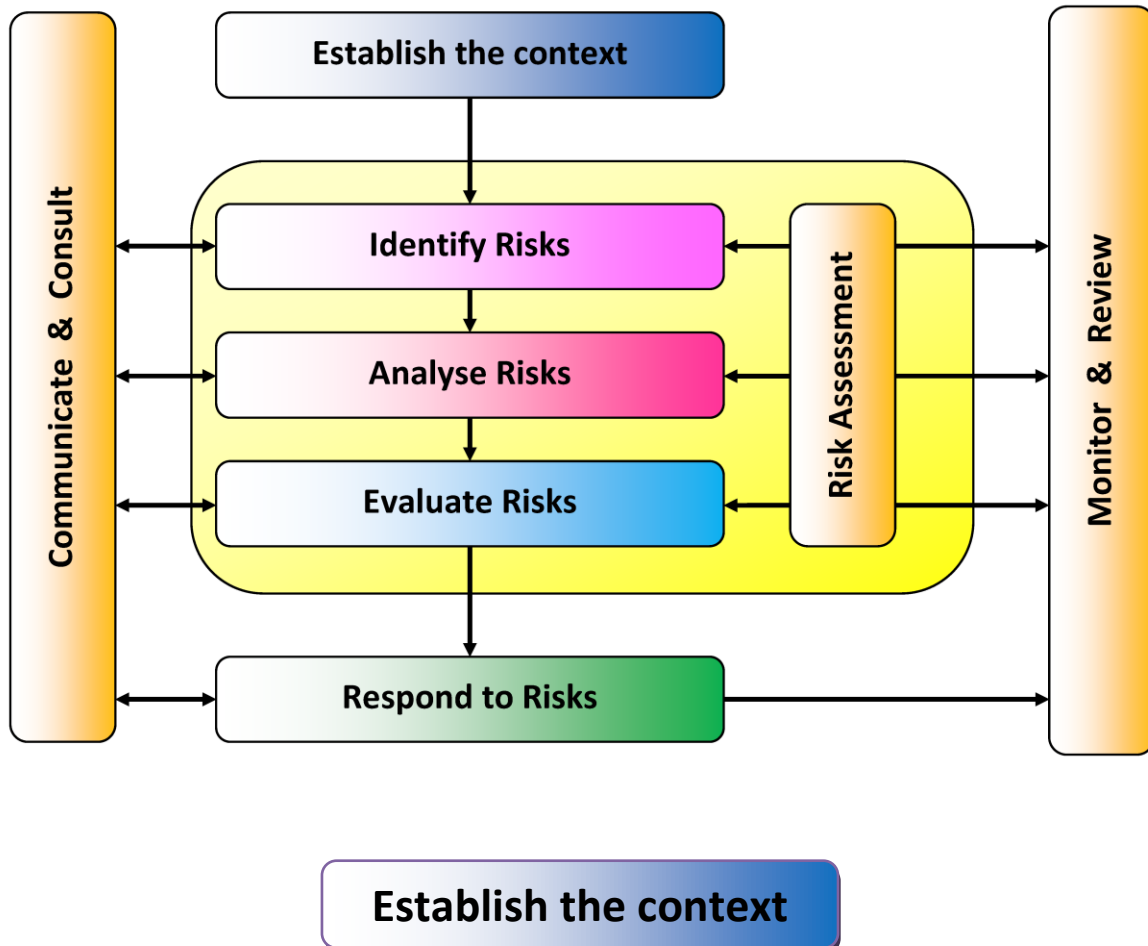 Establish the context
Communicate & Consult
Identify Risks
Analyse Risks
Evaluate Risks
Risk Assessment
Monitor & Review
Respond to Risks
Establish the context